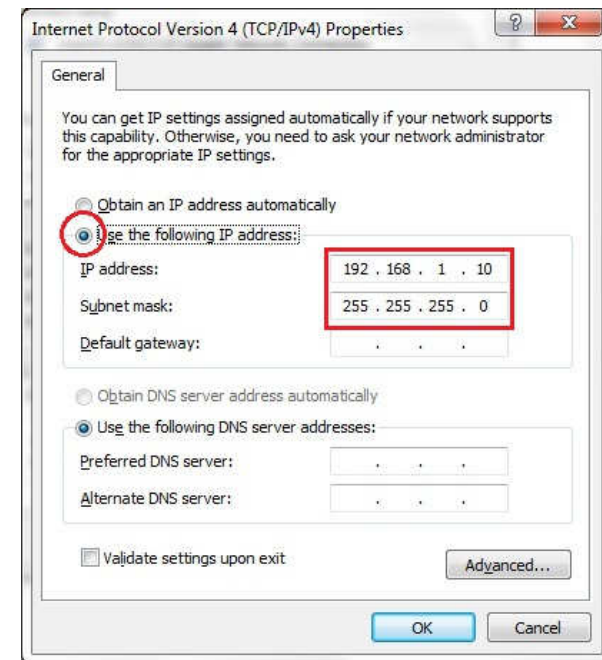 Internet Protocol Version 4 (TCP/IPv4) Properties
General
You can get IP settings assigned automatically if your network supports
this capability. Otherwise, you need to ask your network administrator
for the appropriate IP settings.
Obtain an IP address automatically
Use the following IP address:
IP address: 192 . 168 . 1 . 10
Subnet mask: 255 . 255 . 255 . 0
Default gateway: . . .
Obtain DNS server address automatically
Use the following DNS server addresses:
Preferred DNS server: . . .
Alternate DNS server: . . .
Validate settings upon exit
Advanced...
OK Cancel